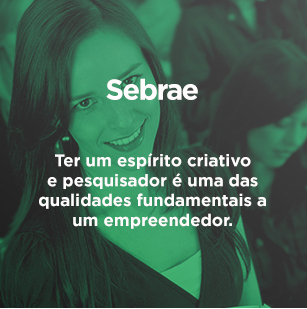 Sebrae
Ter um espírito criativo
e pesquisador é uma das
qualidades fundamentais a
um empreendedor.